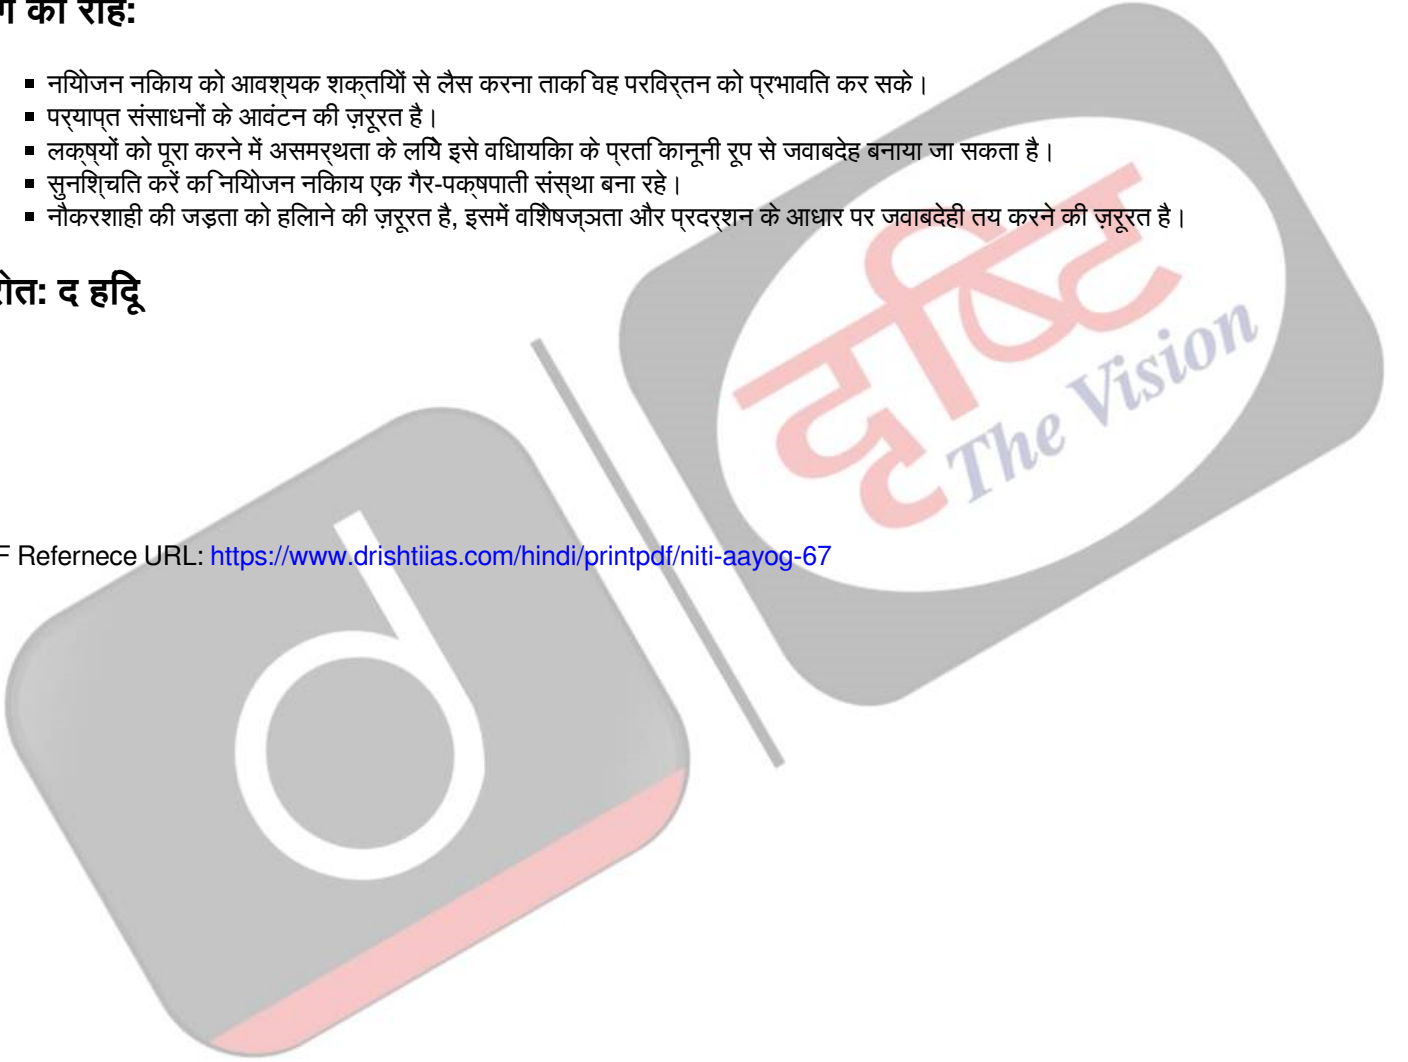 की राह:
नियोजन निकाय को आवश्यक शक्तियों से लैस करना ताकि वह परिवर्तन को प्रभावित कर सके।
पर्याप्त संसाधनों के आवंटन की ज़रूरत है।
लक्ष्यों को पूरा करने में असमर्थता के लिये इसे विधायिका के प्रति कानूनी रूप से जवाबदेह बनाया जा सकता है।
सुनिश्चित करें कि नियोजन निकाय एक गैर-पक्षपाती संस्था बना रहे।
नौकरशाही की जड़ता को हिलाने की ज़रूरत है, इसमें विशेषज्ञता और प्रदर्शन के आधार पर जवाबदेही तय करने की ज़रूरत है।
द हिंदू
दृष्टि
The Vision
F Refernece URL: https://www.drishtiias.com/hindi/printpdf/niti-aayog-67
d